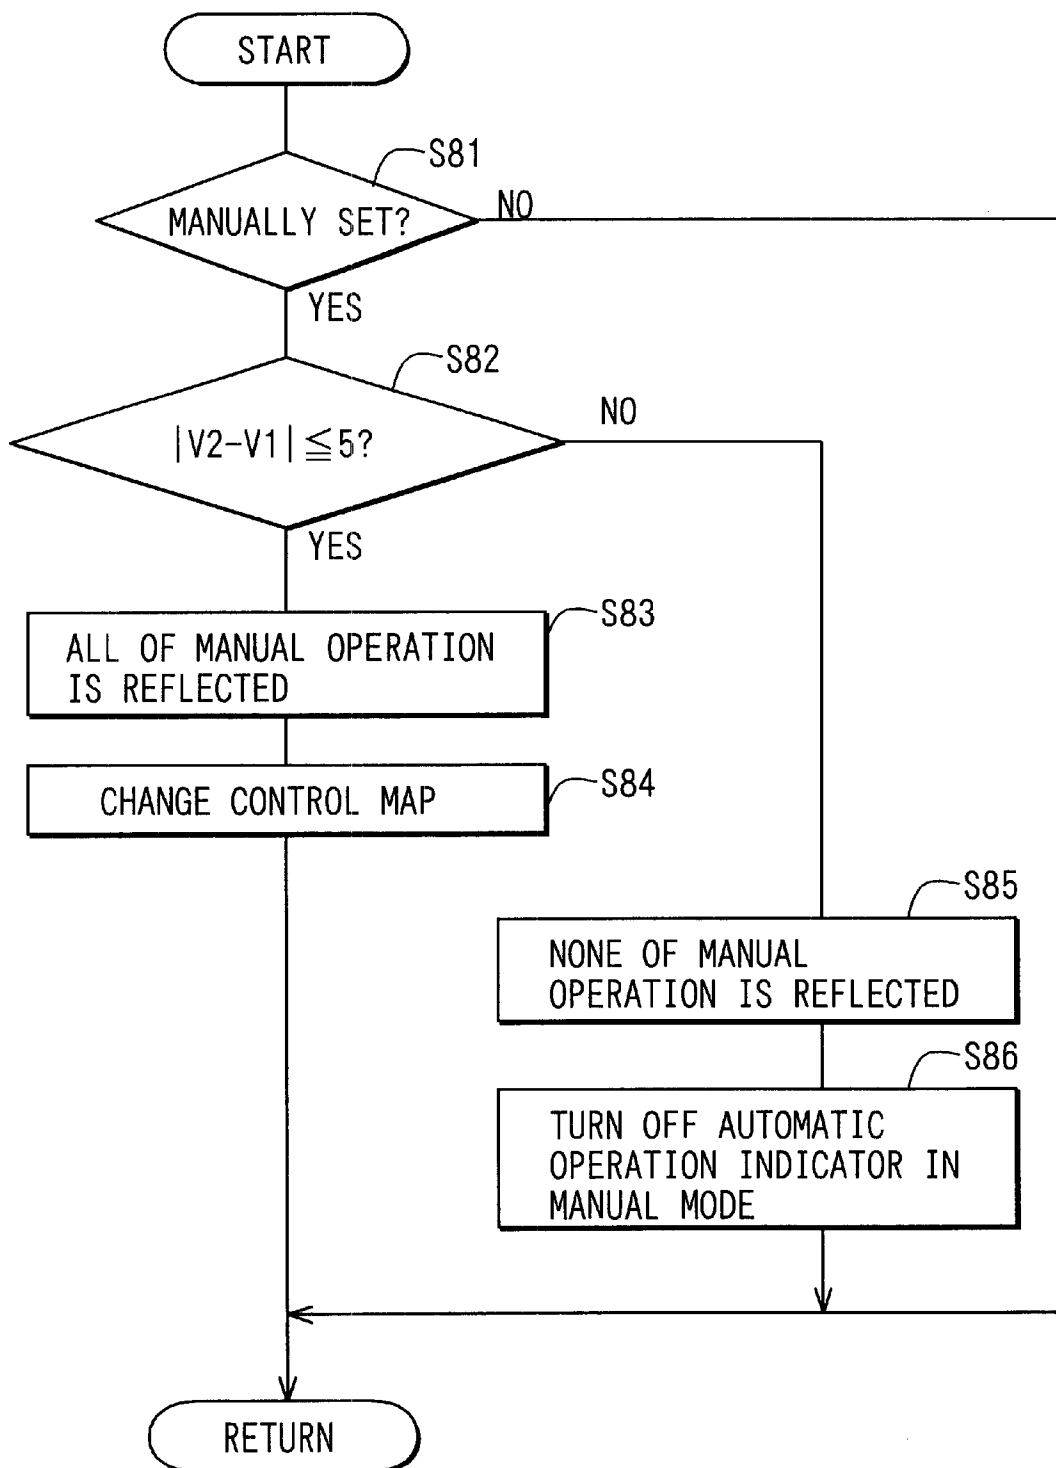 START
S81
MANUALLY SET?
NO
YES
S82
|V2-V1|≦5?
NO
YES
S83
ALL OF MANUAL OPERATION
IS REFLECTED
S84
CHANGE CONTROL MAP
S85
NONE OF MANUAL
OPERATION IS REFLECTED
S86
TURN OFF AUTOMATIC
OPERATION INDICATOR IN
MANUAL MODE
RETURN